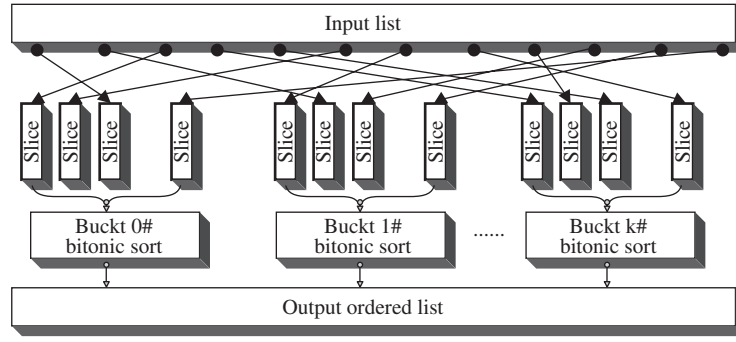 Input list
Slice Slice Slice Slice Slice Slice Slice Slice Slice Slice Slice Slice
Buckt 0#
bitonic sort
Buckt 1#
bitonic sort
......
Buckt k#
bitonic sort
Output ordered list